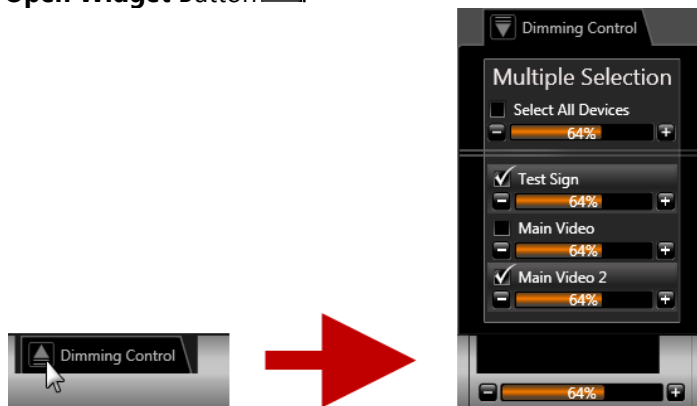 Open Widget Button
Dimming Control
Multiple Selection
Select All Devices
64%
Test Sign
64%
Main Video
64%
Main Video 2
64%
Dimming Control
64%